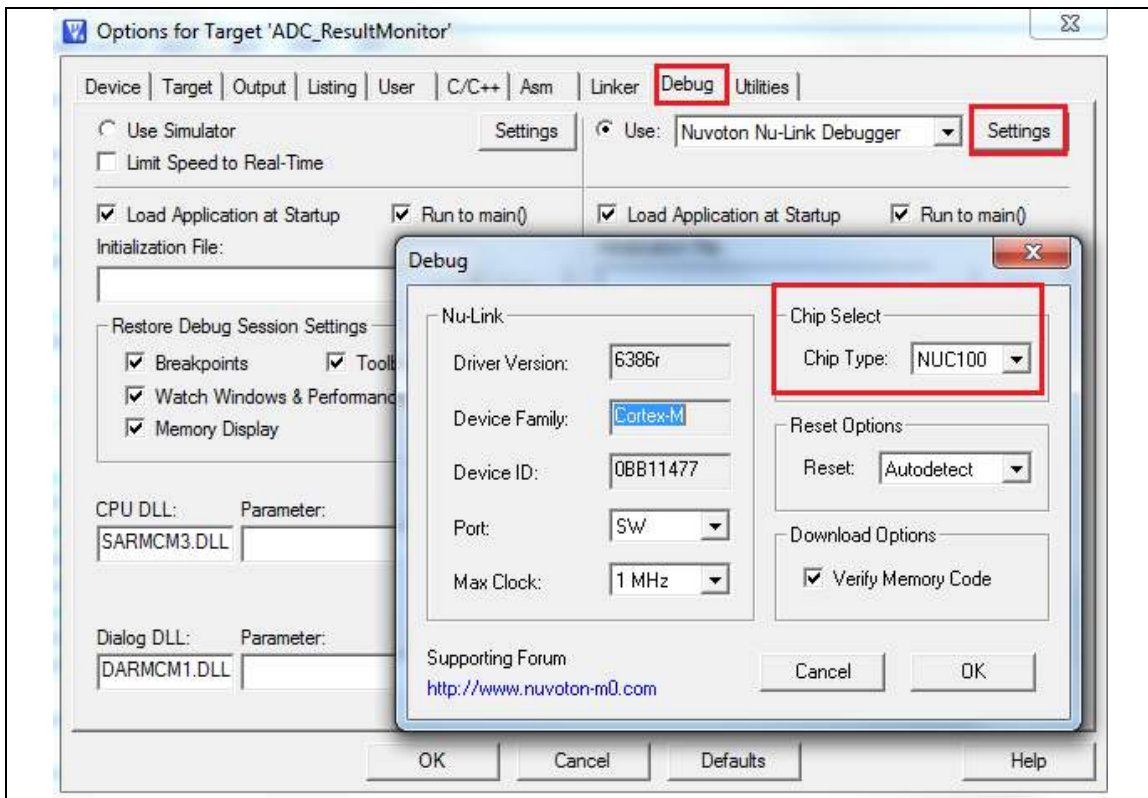 Options for Target 'ADC_ResultMonitor'
Device Target Output Listing User C/C++ Asm Linker Debug Utilities
Use Simulator Settings Use: Nuvoton Nu-Link Debugger Settings
Limit Speed to Real-Time
Load Application at Startup Run to main() Load Application at Startup Run to main()
Initialization File:
Restore Debug Session Settings
Breakpoints Toolb
Watch Windows & Performanc
Memory Display
CPU DLL: Parameter:
SARMCM3.DLL
Dialog DLL: Parameter:
DARMCM1.DLL
Debug
Nu-Link
Driver Version: 6386r
Device Family: Cortex-M
Device ID: 0BB11477
Port: SW
Max Clock: 1 MHz
Chip Select
Chip Type: NUC100
Reset Options
Reset: Autodetect
Download Options
Verify Memory Code
Supporting Forum
http://www.nuvoton-m0.com
Cancel OK
OK Cancel Defaults Help